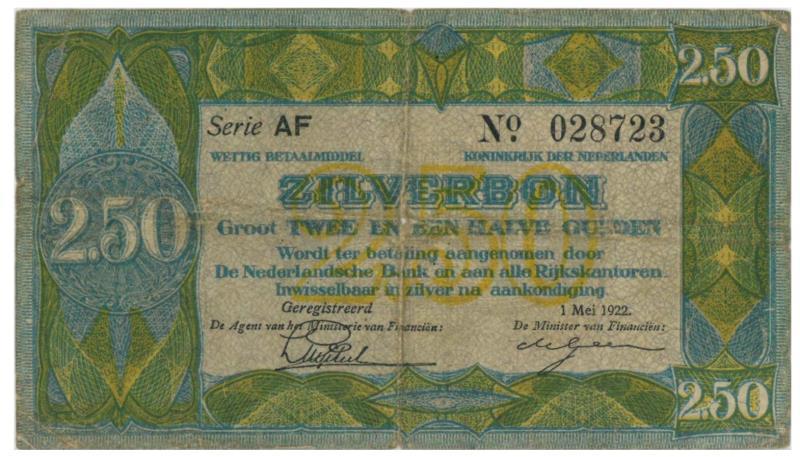 2.50
Serie AF
Nº 028723
WETTIG BETAALMIDDEL
KONINKRIJK DER NEDERLANDEN
ZILVERBON
2.50
2.50
Groot TWEE EN EEN HALVE GULDEN
Wordt ter betaling aangenomen door
De Nederlandsche Bank en aan alle Rijkskantoren.
Inwisselbaar in zilver na aankondiging
Geregistreerd
1 Mei 1922.
De Agent van het Ministerie van Financiën:
De Minister van Financiën:
2.50